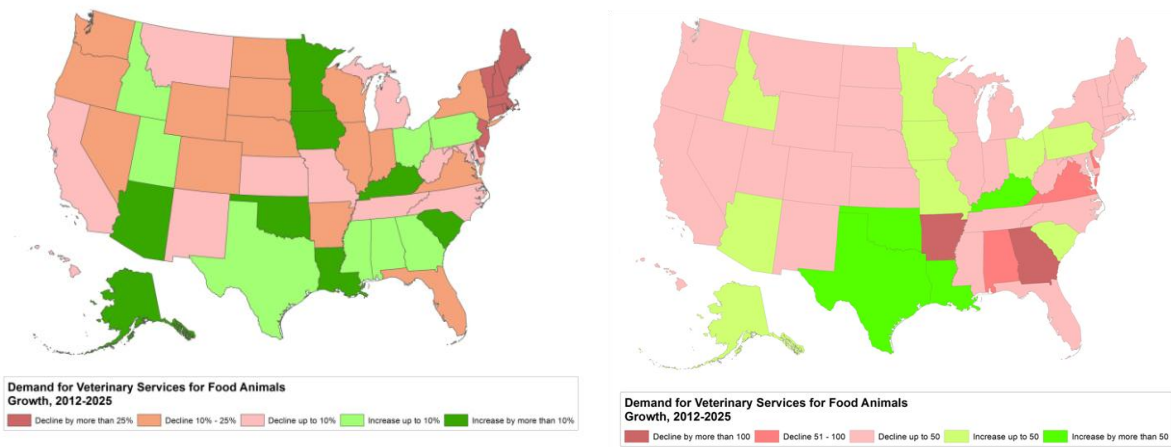 Demand for Veterinary Services for Food Animals
Growth, 2012-2025
Decline by more than 25% Decline 10% - 25% Decline up to 10% Increase up to 10% Increase by more than 10%
Demand for Veterinary Services for Food Animals
Growth, 2012-2025
Decline by more than 100 Decline 51 - 100 Decline up to 50 Increase up to 50 Increase by more than 50